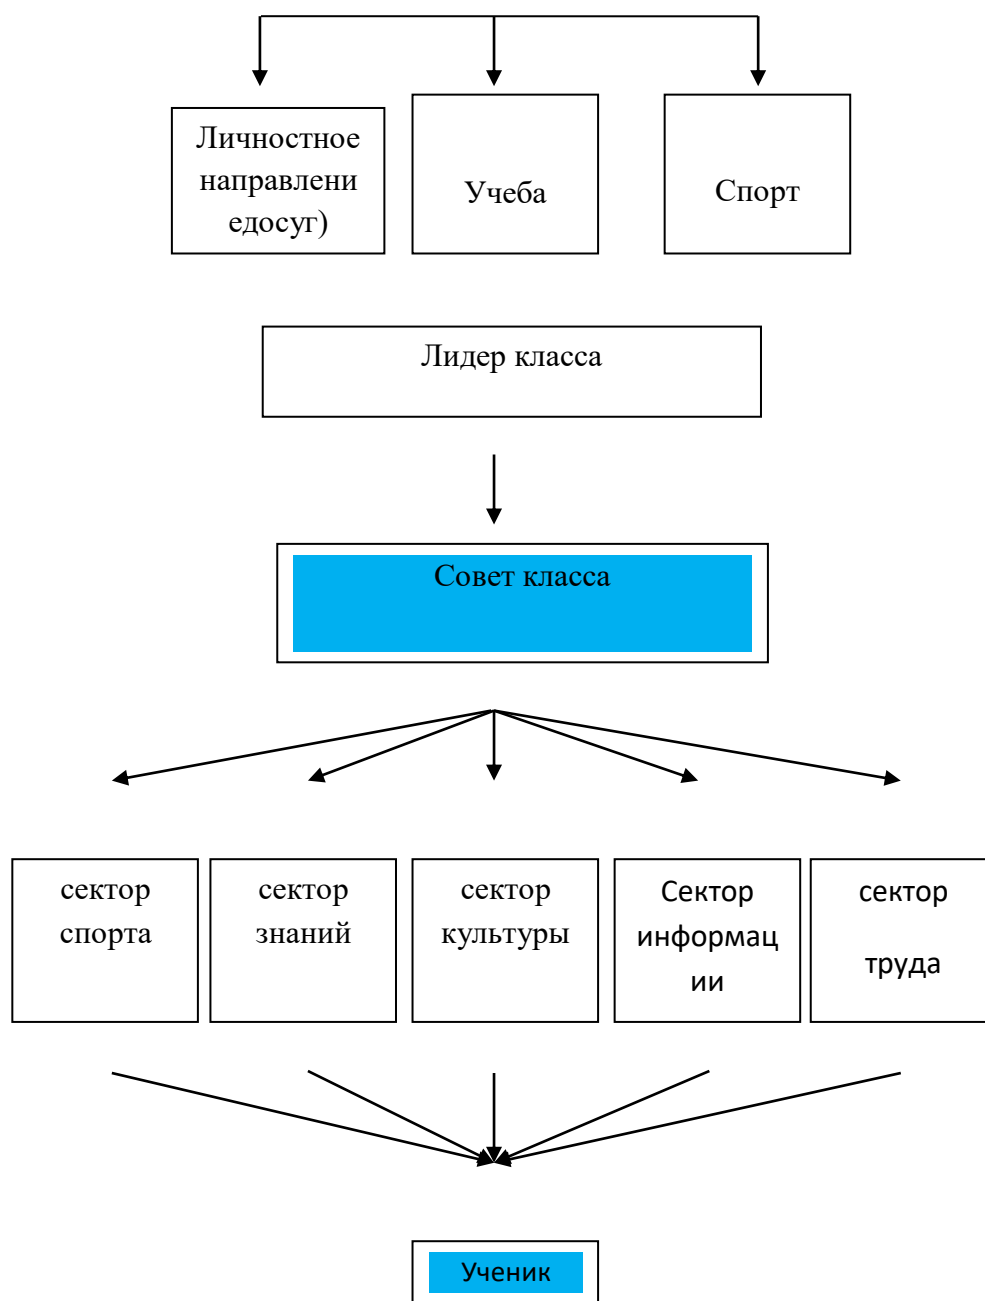 Личностное
направлени
едосуг)
Учеба
Спорт
Лидер класса
Совет класса
сектор
спорта
сектор
знаний
сектор
культуры
Сектор
информац
ии
сектор
труда
Ученик